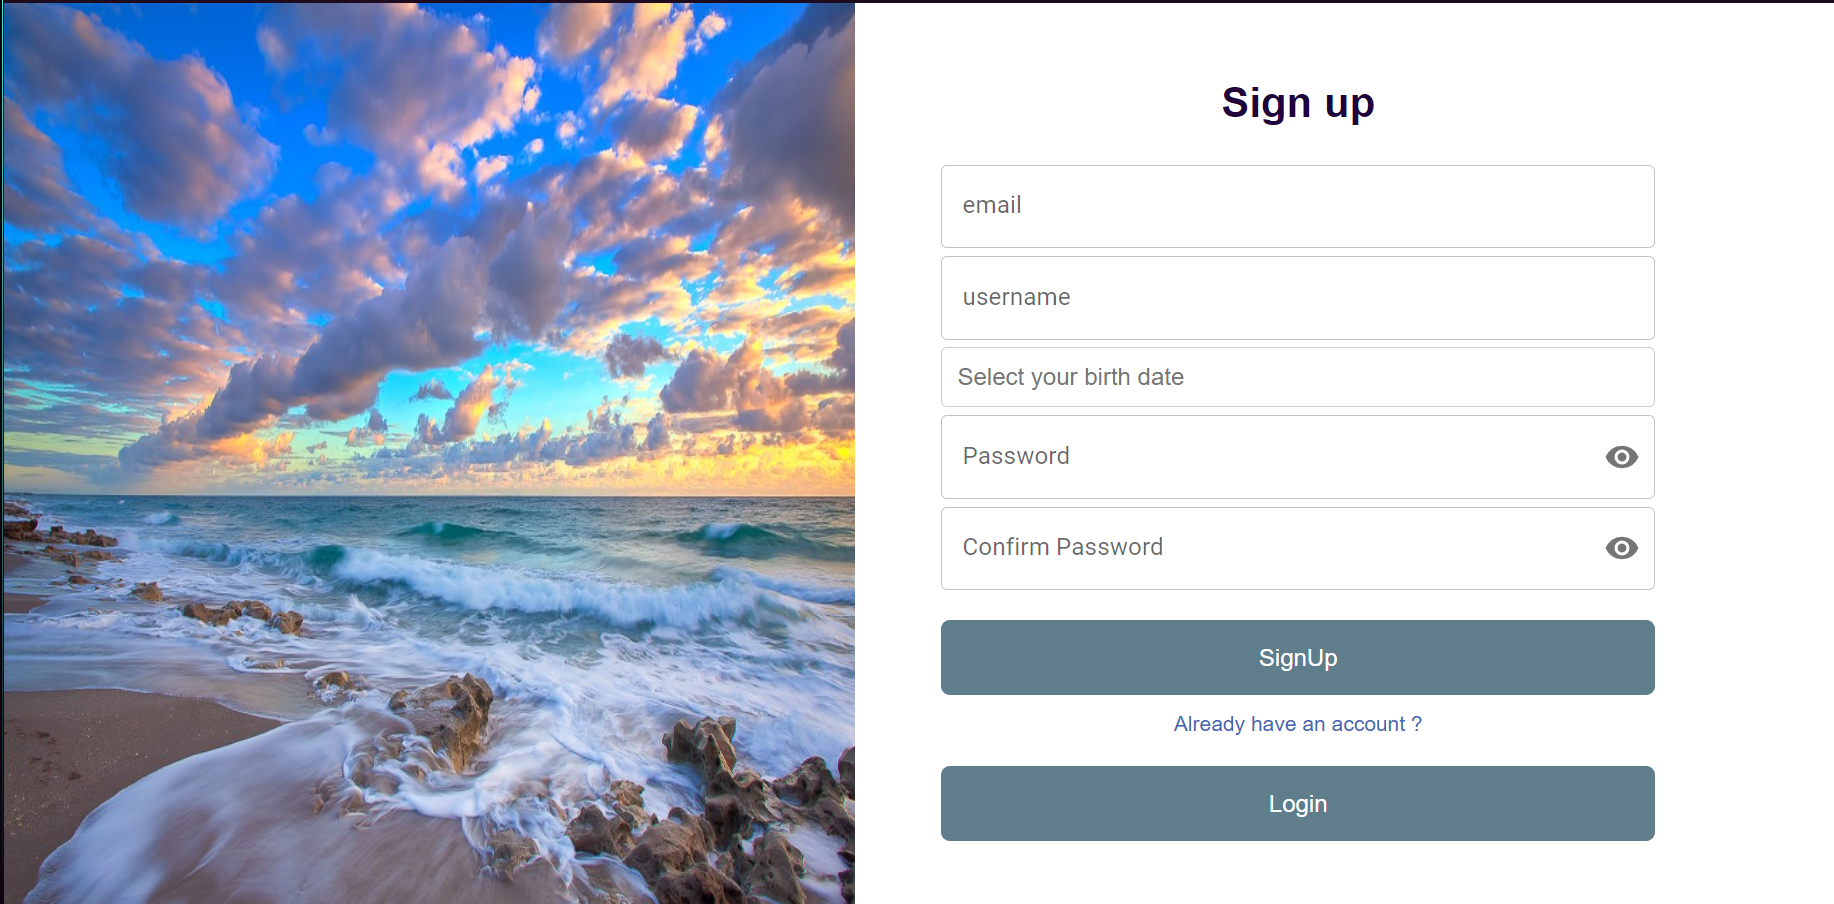 Sign up
email
username
Select your birth date
Password
Confirm Password
SignUp
Already have an account ?
Login